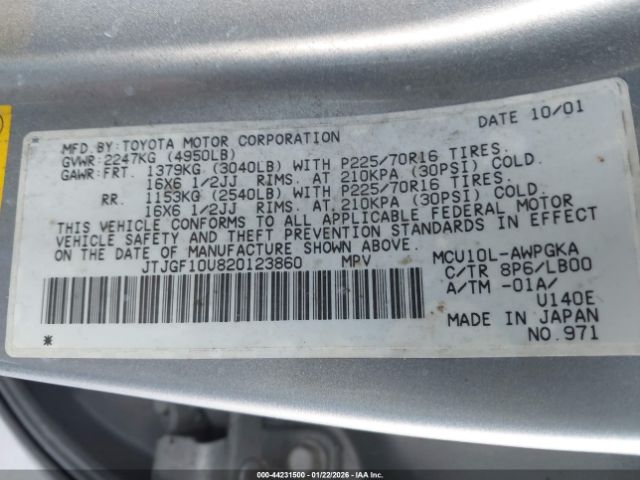 DATE 10/01
MFD.BY:TOYOTA MOTOR CORPORATION
GVWR:2247KG (4950LB)
GAWR:FRT. 1379KG (3040LB) WITH P225/70R16 TIRES.
16X6 1/2JJ RIMS. AT 210KPA (30PSI) COLD.
RR. 1153KG (2540LB) WITH P225/70R16 TIRES.
16X6 1/2JJ RIMS. AT 210KPA (30PSI) COLD.
THIS VEHICLE CONFORMS TO ALL APPLICABLE FEDERAL MOTOR
VEHICLE SAFETY AND THEFT PREVENTION STANDARDS IN EFFECT
ON THE DATE OF MANUFACTURE SHOWN ABOVE.
JTJGF10U820123860 MPV
MCU10L-AWPGKA
C/TR 8P6/LB00
A/TM -01A/
U140E
MADE IN JAPAN
NO.971
* *
000-44231500 - 01/22/2026 - IAAI.COM